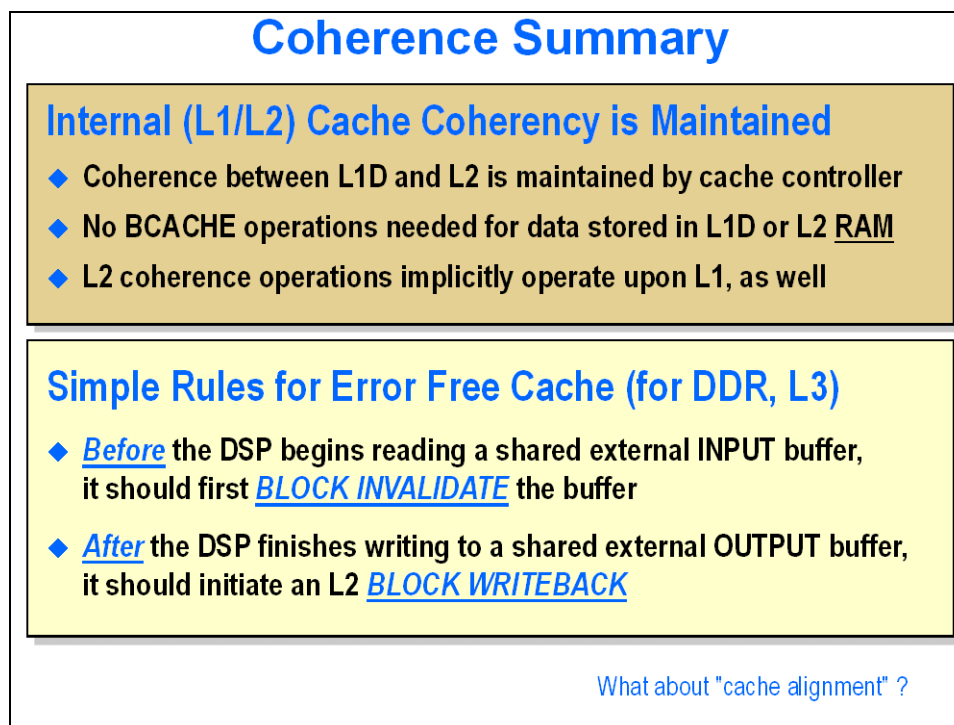 Coherence Summary
Internal (L1/L2) Cache Coherency is Maintained
Coherence between L1D and L2 is maintained by cache controller
No BCACHE operations needed for data stored in L1D or L2 RAM
L2 coherence operations implicitly operate upon L1, as well
Simple Rules for Error Free Cache (for DDR, L3)
Before the DSP begins reading a shared external INPUT buffer,
it should first BLOCK INVALIDATE the buffer
After the DSP finishes writing to a shared external OUTPUT buffer,
it should initiate an L2 BLOCK WRITEBACK
What about "cache alignment" ?